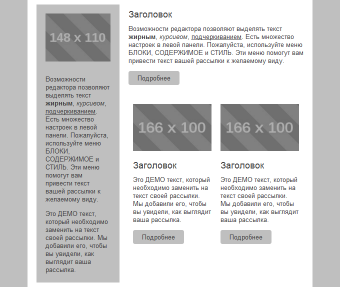 148 x 110
Возможности
редактора позволяют
выделять текст
жирным, курсивом,
подчеркиванием.
Есть множество
настроек в левой
панели. Пожалуйста,
используйте меню
БЛОКИ,
СОДЕРЖИМОЕ и
СТИЛЬ. Эти меню
помогут вам
привести текст
вашей рассылки к
желаемому виду.
Это ДЕМО текст,
который необходимо
заменить на текст
своей рассылки. Мы
добавили его, чтобы
вы увидели, как
выглядит ваша
рассылка.
Заголовок
Возможности редактора позволяют выделять текст
жирным, курсивом, подчеркиванием. Есть множество
настроек в левой панели. Пожалуйста, используйте меню
БЛОКИ, СОДЕРЖИМОЕ и СТИЛЬ. Эти меню помогут вам
привести текст вашей рассылки к желаемому виду.
Подробнее
166 x 100
Заголовок
Это ДЕМО текст, который
необходимо заменить на
текст своей рассылки.
Мы добавили его, чтобы
вы увидели, как выглядит
ваша рассылка.
Подробнее
166 x 100
Заголовок
Это ДЕМО текст, который
необходимо заменить на
текст своей рассылки.
Мы добавили его, чтобы
вы увидели, как выглядит
ваша рассылка.
Подробнее